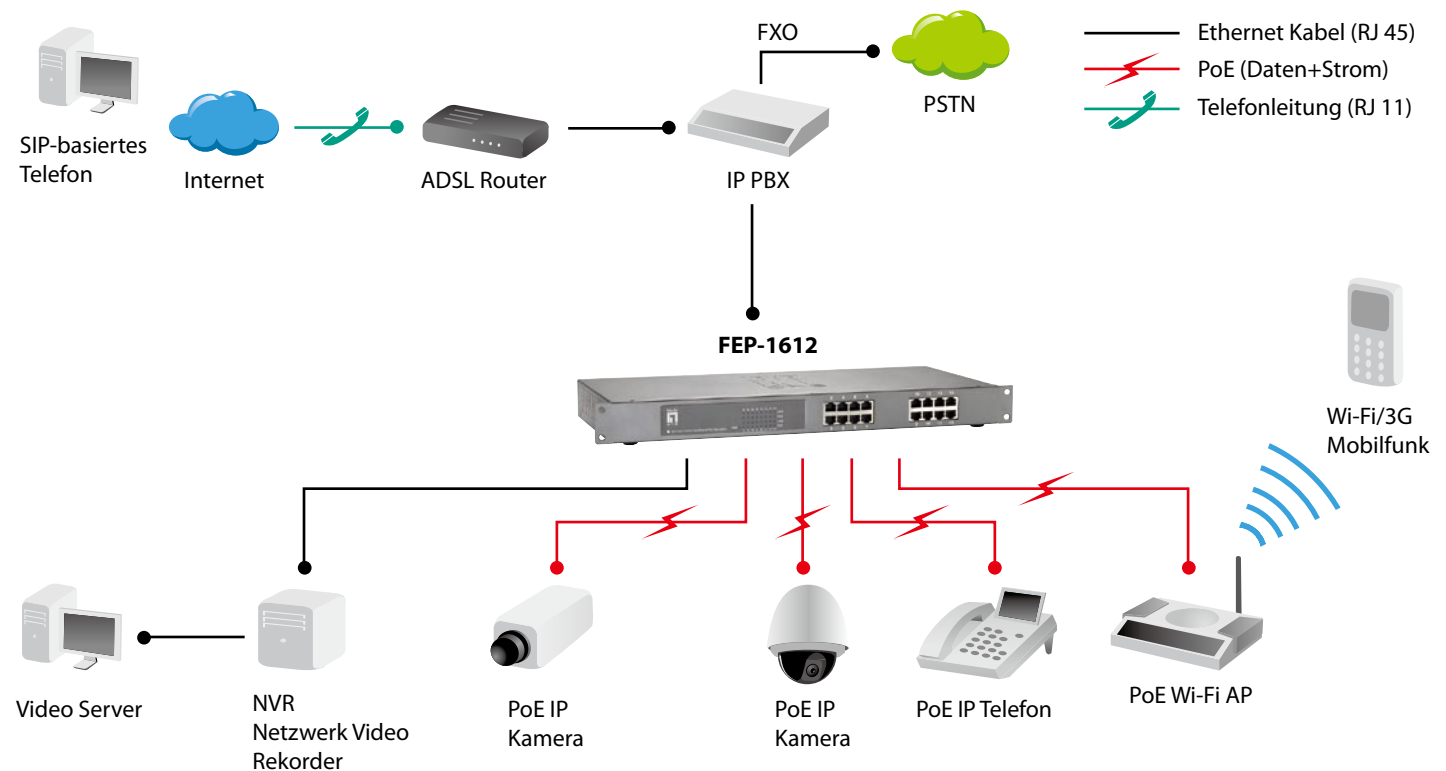 FXO
PSTN
Ethernet Kabel (RJ 45)
PoE (Daten+Strom)
Telefonleitung (RJ 11)
SIP-basiertes
Telefon
Internet
ADSL Router
IP PBX
FEP-1612
Wi-Fi/3G
Mobilfunk
Video Server
NVR
Netzwerk Video
Rekorder
PoE IP
Kamera
PoE IP
Kamera
PoE IP Telefon
PoE Wi-Fi AP